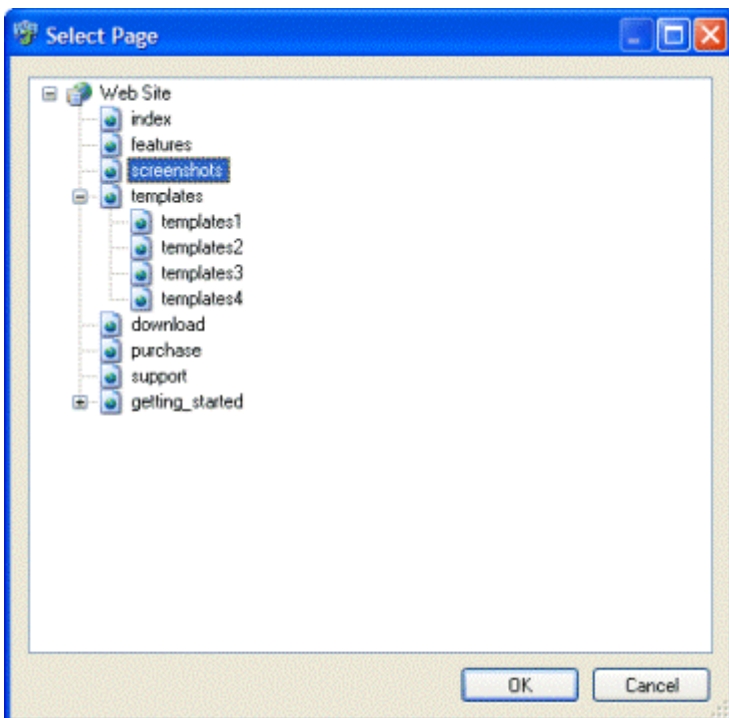 Select Page
Web Site
index
features
screenshots
templates
templates1
templates2
templates3
templates4
download
purchase
support
getting_started
OK Cancel